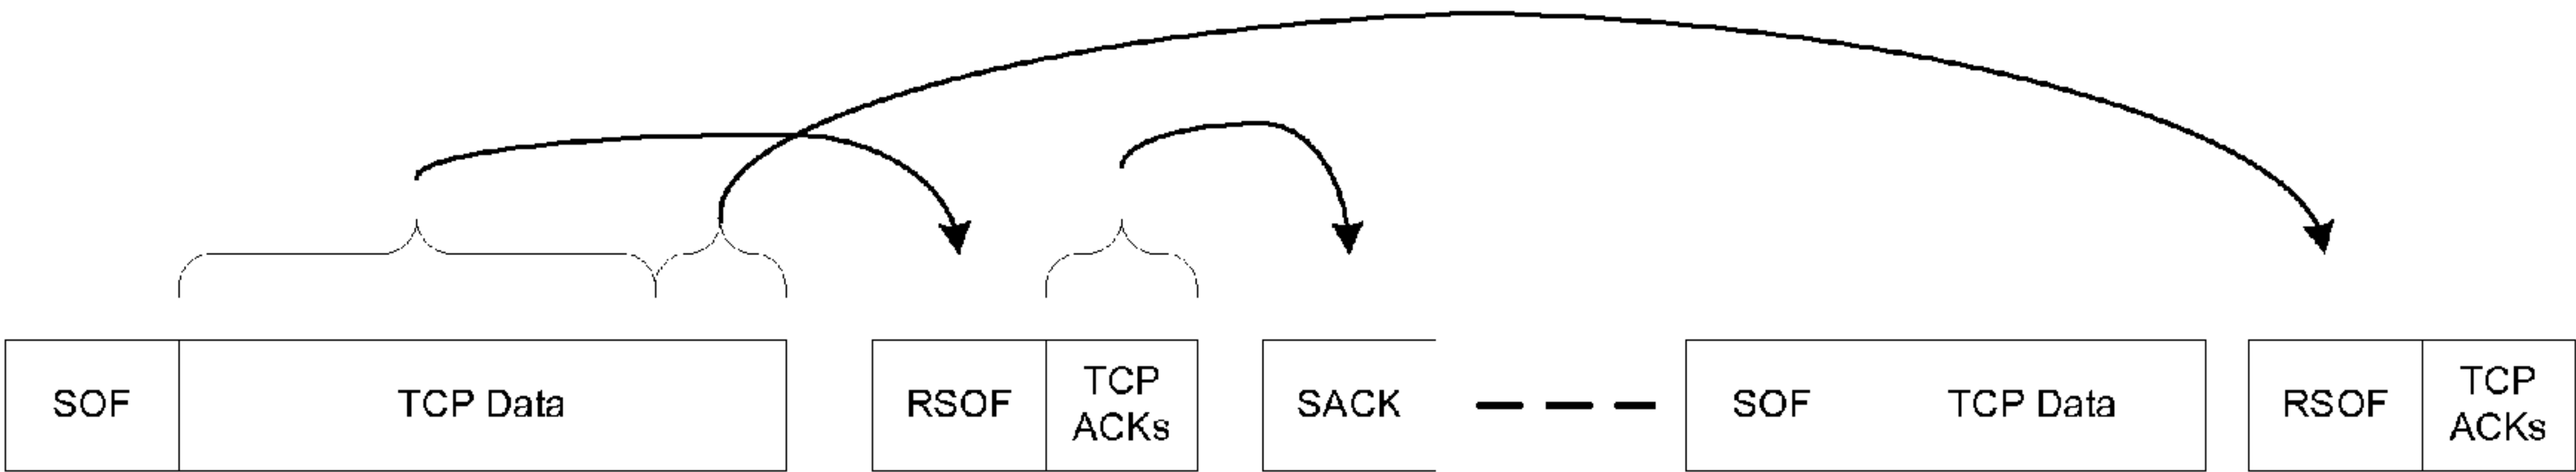 SOF
TCP Data
RSOF
TCP
ACKs
SACK
SOF
TCP Data
RSOF
TCP
ACKs